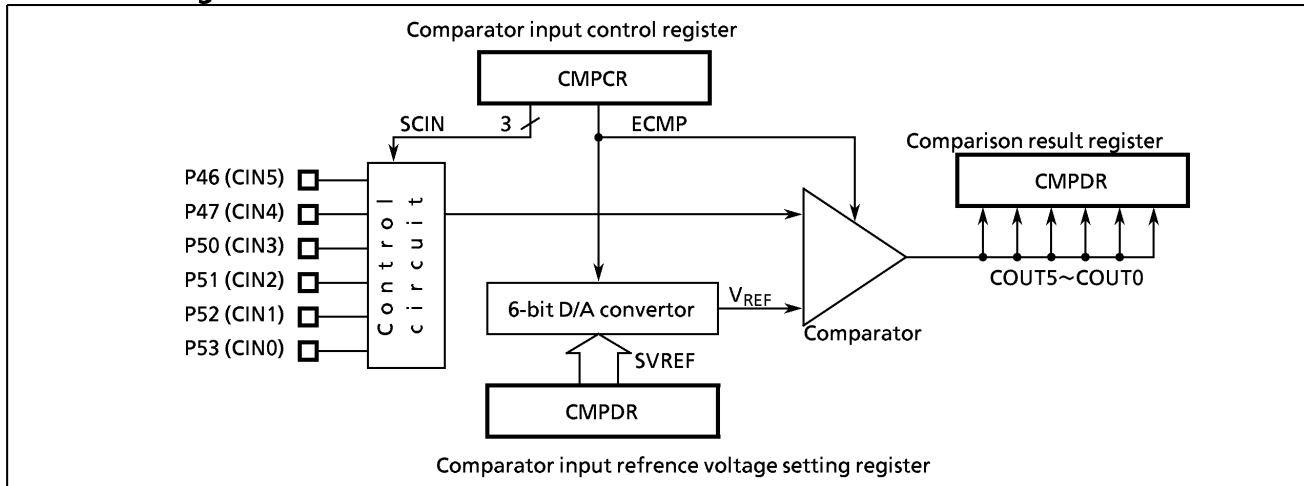 Comparator input control register
CMPCR
SCIN
3
ECMP
Comparison result register
CMPDR
P46 (CIN5)
P47 (CIN4)
P50 (CIN3)
P51 (CIN2)
P52 (CIN1)
P53 (CIN0)
Control
circuit
COUT5~COUT0
6-bit D/A convertor
VREF
Comparator
SVREF
CMPDR
Comparator input refrence voltage setting register